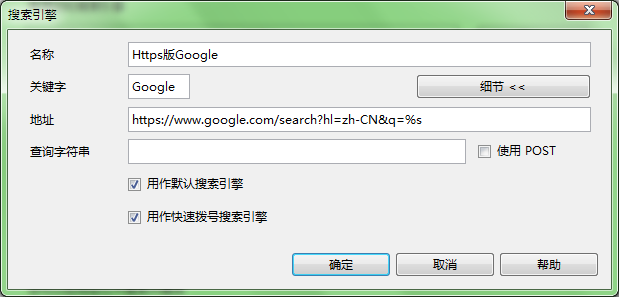 搜索引擎
名称
Https版Google
关键字
Google
细节 <<
地址
https://www.google.com/search?hl=zh-CN&q=%s
查询字符串
使用 POST
用作默认搜索引擎
用作快速拨号搜索引擎
确定
取消
帮助